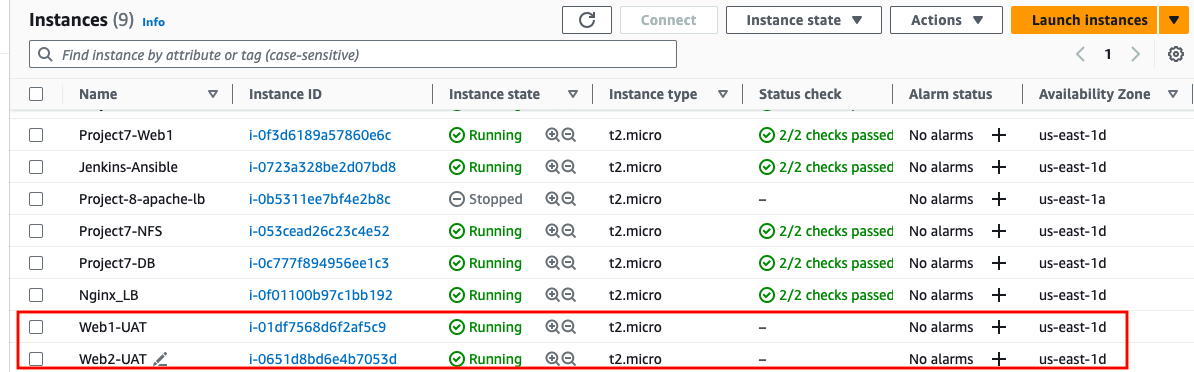 Instances (9) Info Connect Instance state Actions Launch instances
Find instance by attribute or tag (case-sensitive) 1
Name Instance ID Instance state Instance type Status check Alarm status Availability Zone
Project7-Web1 i-0f3d6189a57860e6c Running t2.micro 2/2 checks passed No alarms us-east-1d
Jenkins-Ansible i-0723a328be2d07bd8 Running t2.micro 2/2 checks passed No alarms us-east-1d
Project-8-apache-lb i-0b5311ee7bf4e2b8c Stopped t2.micro – No alarms us-east-1a
Project7-NFS i-053cead26c23c4e52 Running t2.micro 2/2 checks passed No alarms us-east-1d
Project7-DB i-0c777f894956ee1c3 Running t2.micro 2/2 checks passed No alarms us-east-1d
Nginx_LB i-0f01100b97c1bb192 Running t2.micro 2/2 checks passed No alarms us-east-1d
Web1-UAT i-01df7568d6f2af5c9 Running t2.micro – No alarms us-east-1d
Web2-UAT i-0651d8bd6e4b7053d Running t2.micro – No alarms us-east-1d